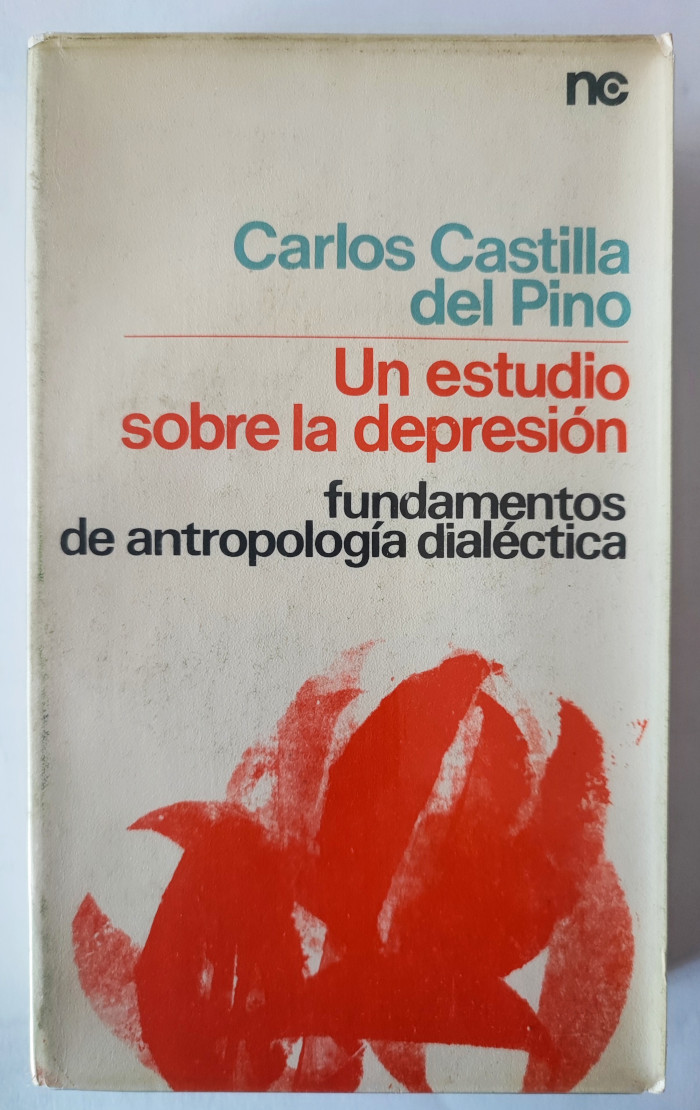 nc
Carlos Castilla
del Pino
Un estudio
sobre la depresión
fundamentos
de antropología dialéctica